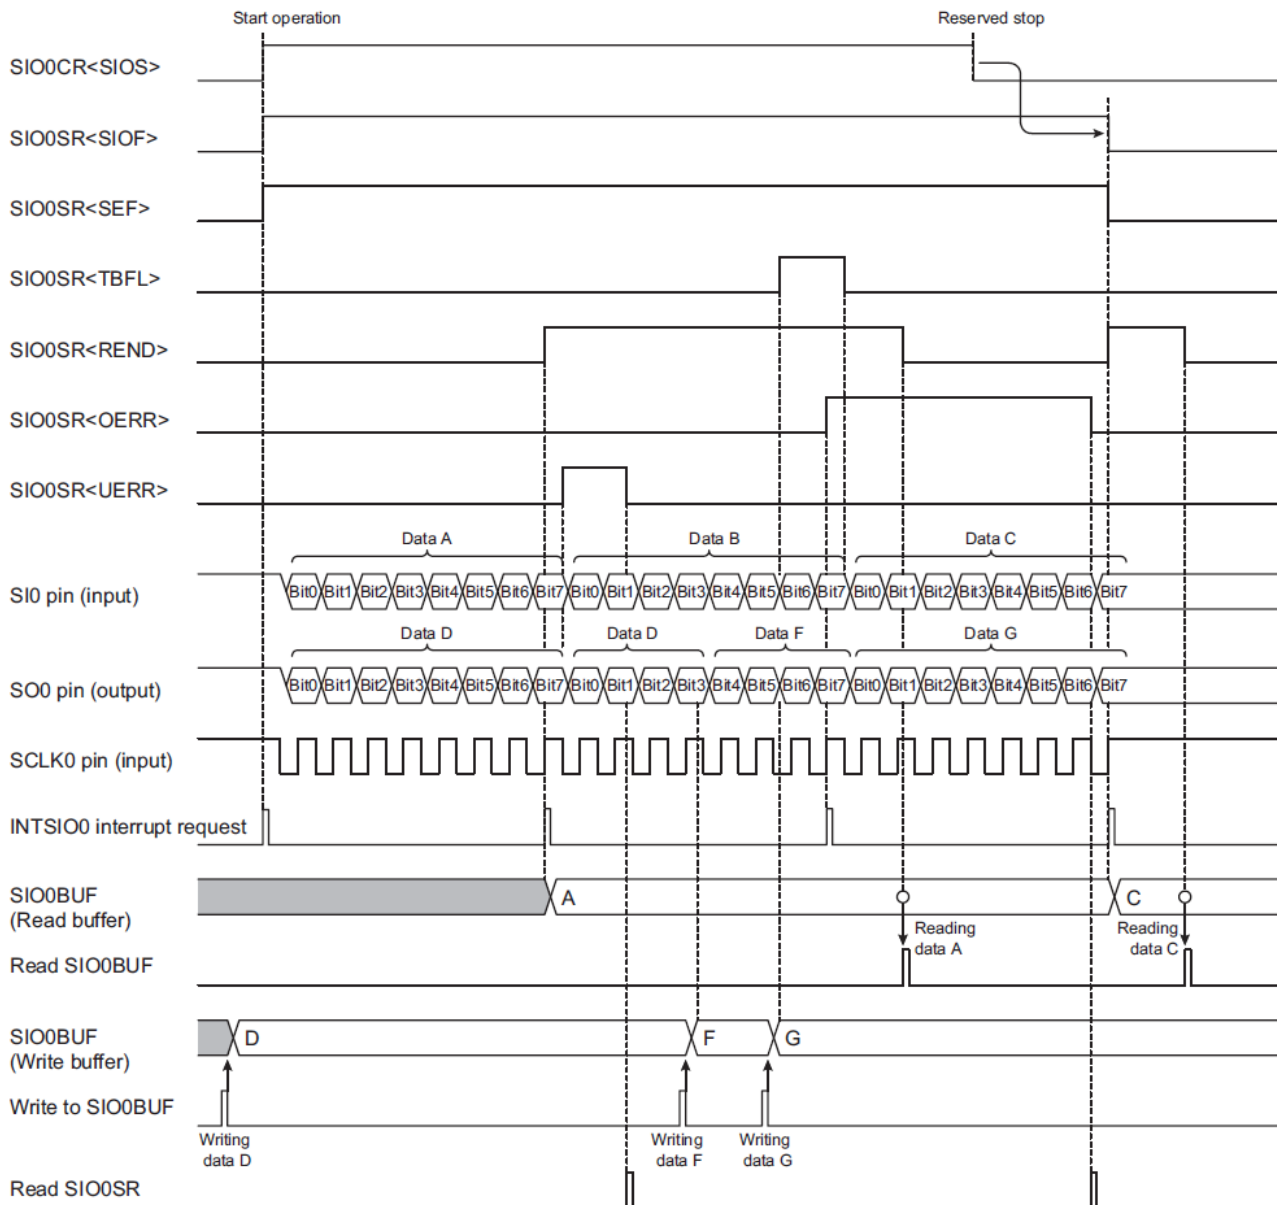 Start operation
Reserved stop
SIO0CR<SIOS>
SIO0SR<SIOF>
SIO0SR<SEF>
SIO0SR<TBFL>
SIO0SR<REND>
SIO0SR<OERR>
SIO0SR<UERR>
Data A
Data B
Data C
SI0 pin (input)
Bit0 Bit1 Bit2 Bit3 Bit4 Bit5 Bit6 Bit7 Bit0 Bit1 Bit2 Bit3 Bit4 Bit5 Bit6 Bit7 Bit0 Bit1 Bit2 Bit3 Bit4 Bit5 Bit6 Bit7
Data D
Data D
Data F
Data G
SO0 pin (output)
Bit0 Bit1 Bit2 Bit3 Bit4 Bit5 Bit6 Bit7 Bit0 Bit1 Bit2 Bit3 Bit4 Bit5 Bit6 Bit7 Bit0 Bit1 Bit2 Bit3 Bit4 Bit5 Bit6 Bit7
SCLK0 pin (input)
INTSIO0 interrupt request
SIO0BUF
(Read buffer)
A
C
Reading
data A
Reading
data C
Read SIO0BUF
SIO0BUF
(Write buffer)
D
F
G
Write to SIO0BUF
Writing
data D
Writing
data F
Writing
data G
Read SIO0SR